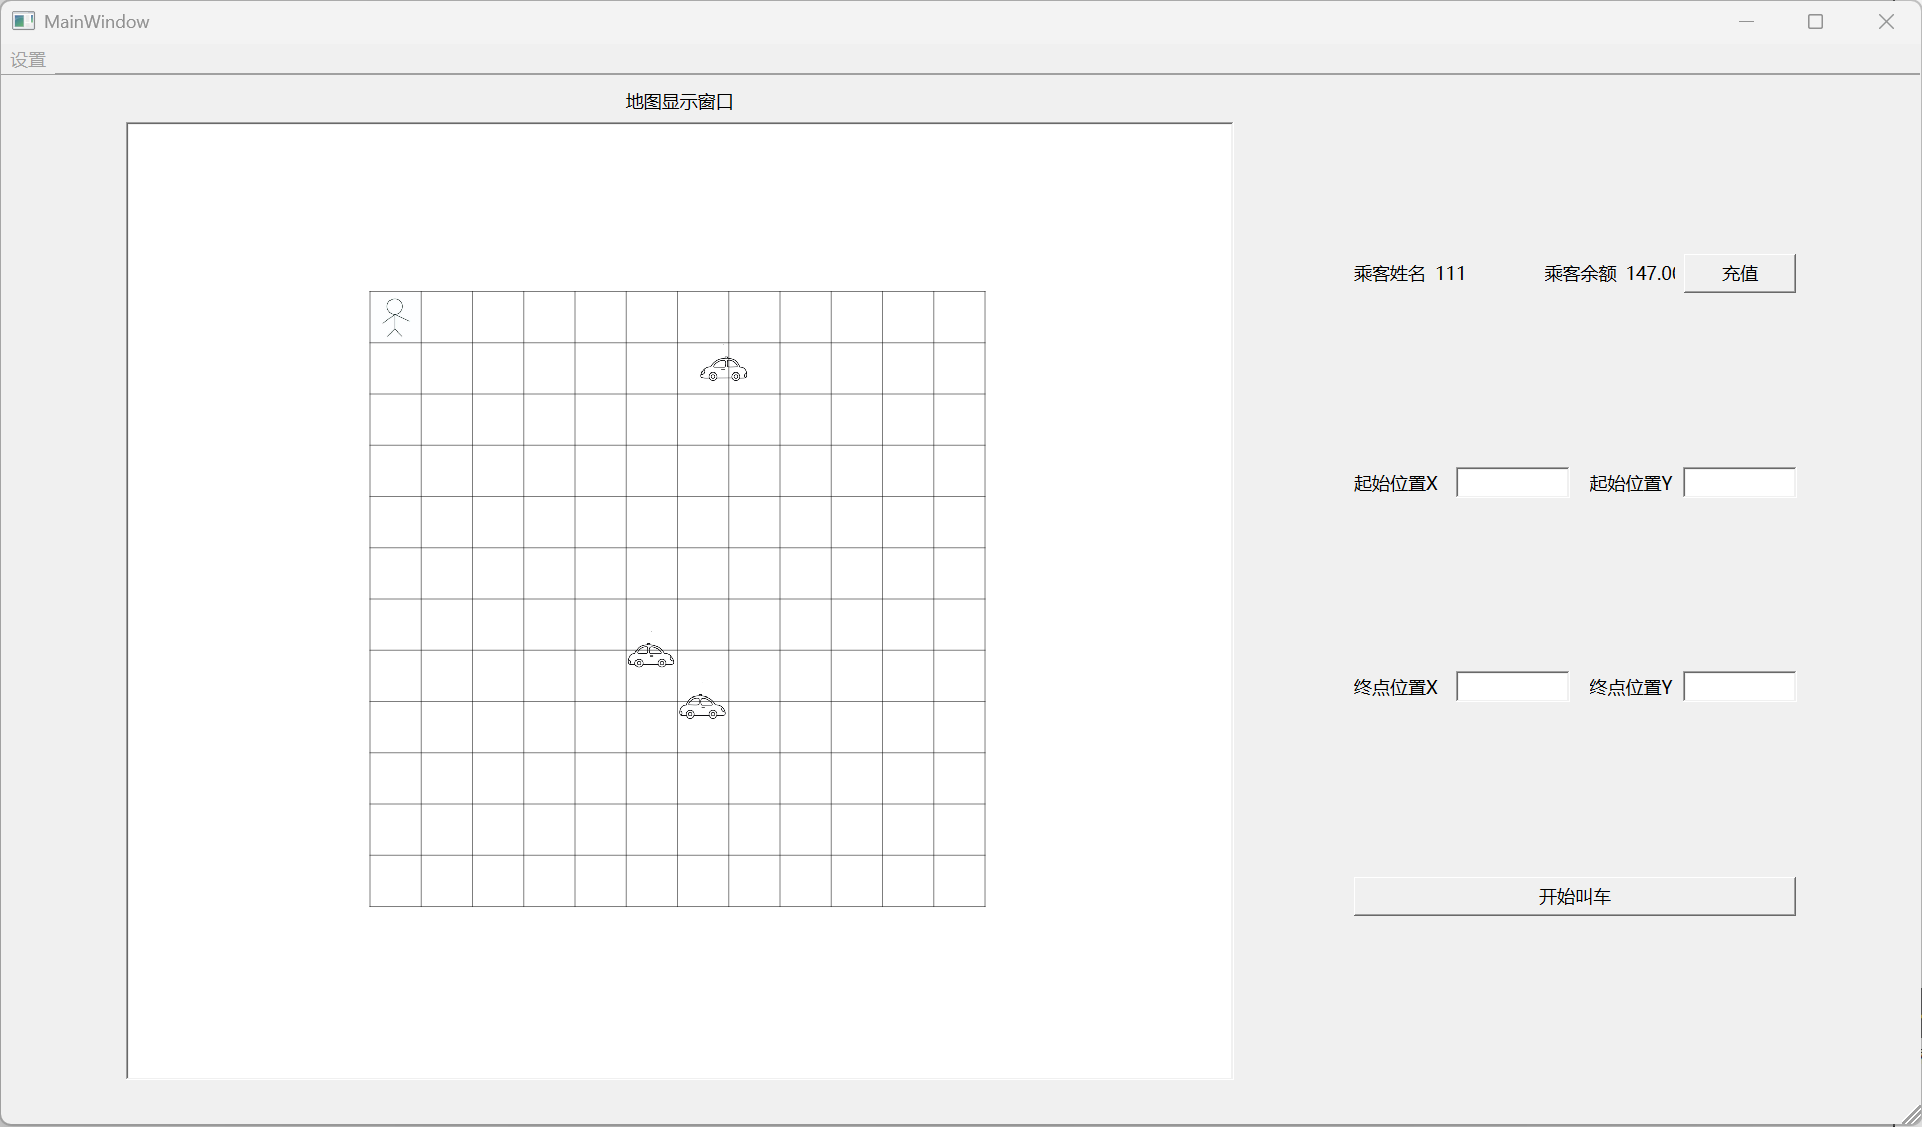 MainWindow
设置
地图显示窗口
乘客姓名 111 乘客余额 147.0 充值
起始位置X 起始位置Y
终点位置X 终点位置Y
开始叫车